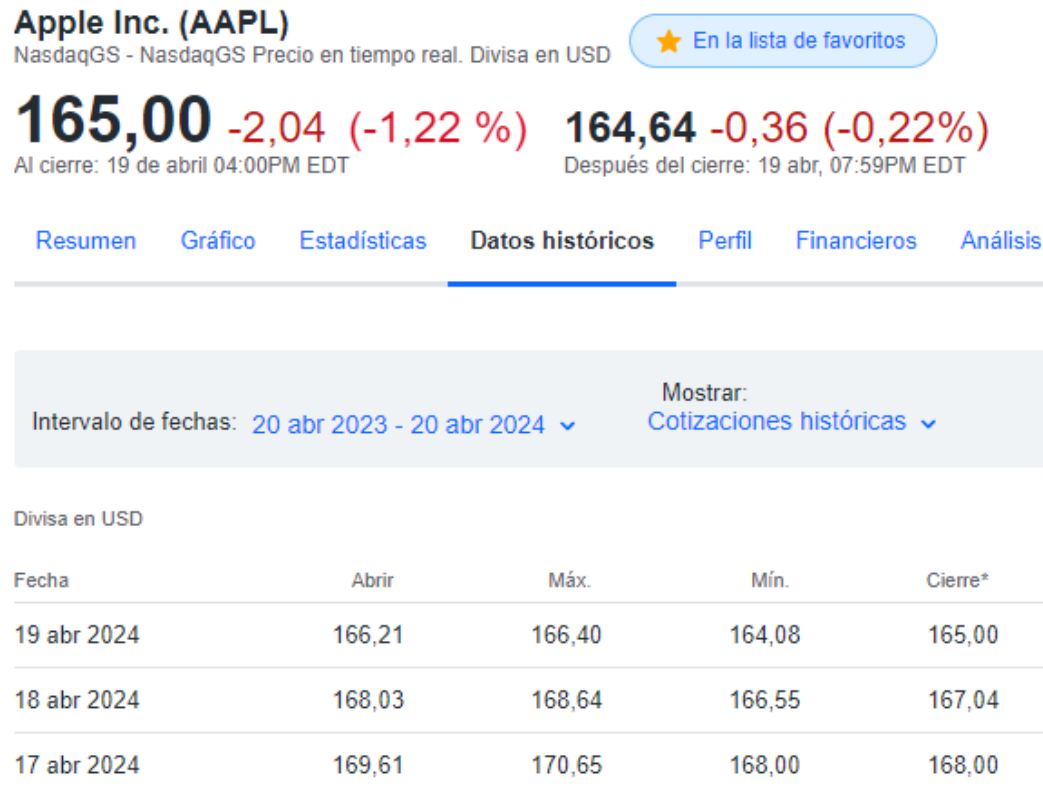 Apple Inc. (AAPL)
NasdaqGS - NasdaqGS Precio en tiempo real. Divisa en USD
En la lista de favoritos
165,00 -2,04 (-1,22 %) 164,64 -0,36 (-0,22%)
Al cierre: 19 de abril 04:00PM EDT Después del cierre: 19 abr, 07:59PM EDT
Resumen Gráfico Estadísticas Datos históricos Perfil Financieros Análisis
Mostrar:
Intervalo de fechas: 20 abr 2023 - 20 abr 2024 Cotizaciones históricas
Divisa en USD
Fecha Abrir Máx. Mín. Cierre*
19 abr 2024 166,21 166,40 164,08 165,00
18 abr 2024 168,03 168,64 166,55 167,04
17 abr 2024 169,61 170,65 168,00 168,00